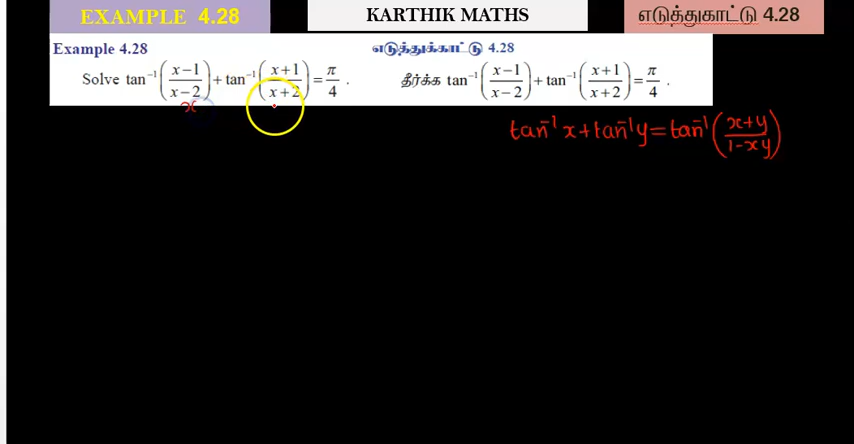 EXAMPLE 4.28 KARTHIK MATHS எடுத்துகாட்டு 4.28
Example 4.28 எடுத்துக்காட்டு 4.28
Solve tan⁻¹((x−1)/(x−2)) + tan⁻¹((x+1)/(x+2)) = π/4 . தீர்க்க tan⁻¹((x−1)/(x−2)) + tan⁻¹((x+1)/(x+2)) = π/4 .
x
tan⁻¹ x + tan⁻¹ y = tan⁻¹((x+y)/(1−xy))